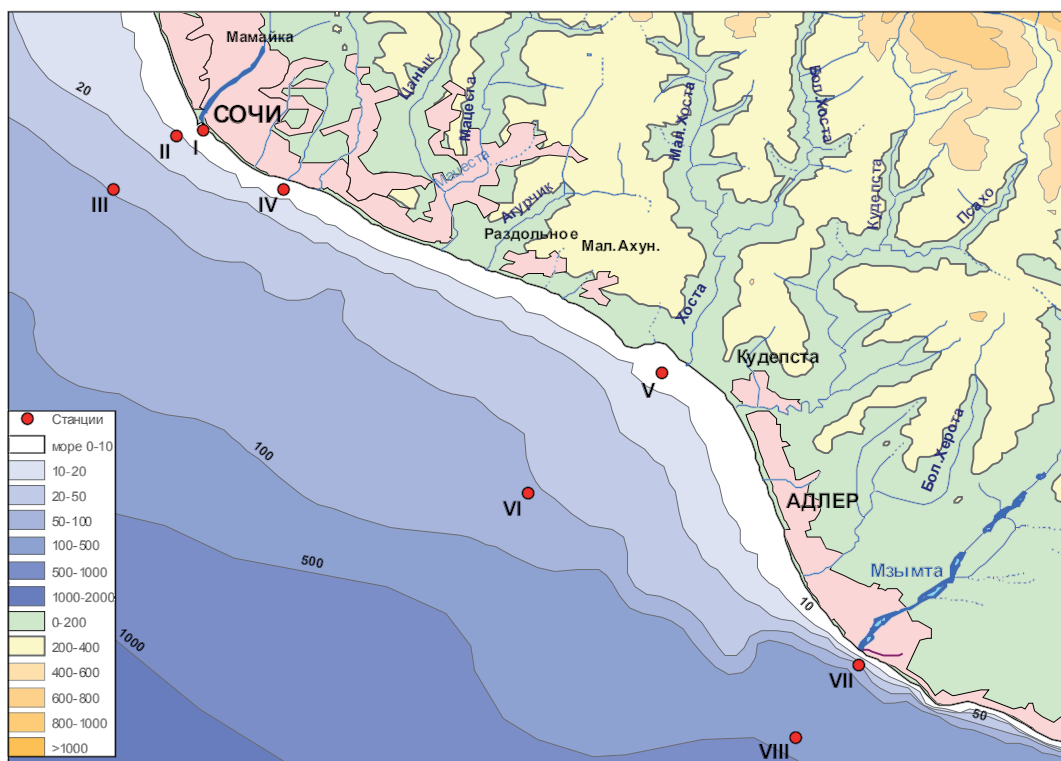 Мамайка
20
СОЧИ
II
I
III
IV
Цанык
Мацеста
Мацеста
Агурчик
Раздольное
Мал.Ахун.
Мал.Хоста
Бол.Хоста
Кудепста
Псахо
Хоста
Кудепста
V
Бол.Херота
АДЛЕР
Мзымта
100
VI
500
1000
10
VII
50
VIII
Станции
море 0-10
10-20
20-50
50-100
100-500
500-1000
1000-2000
0-200
200-400
400-600
600-800
800-1000
>1000